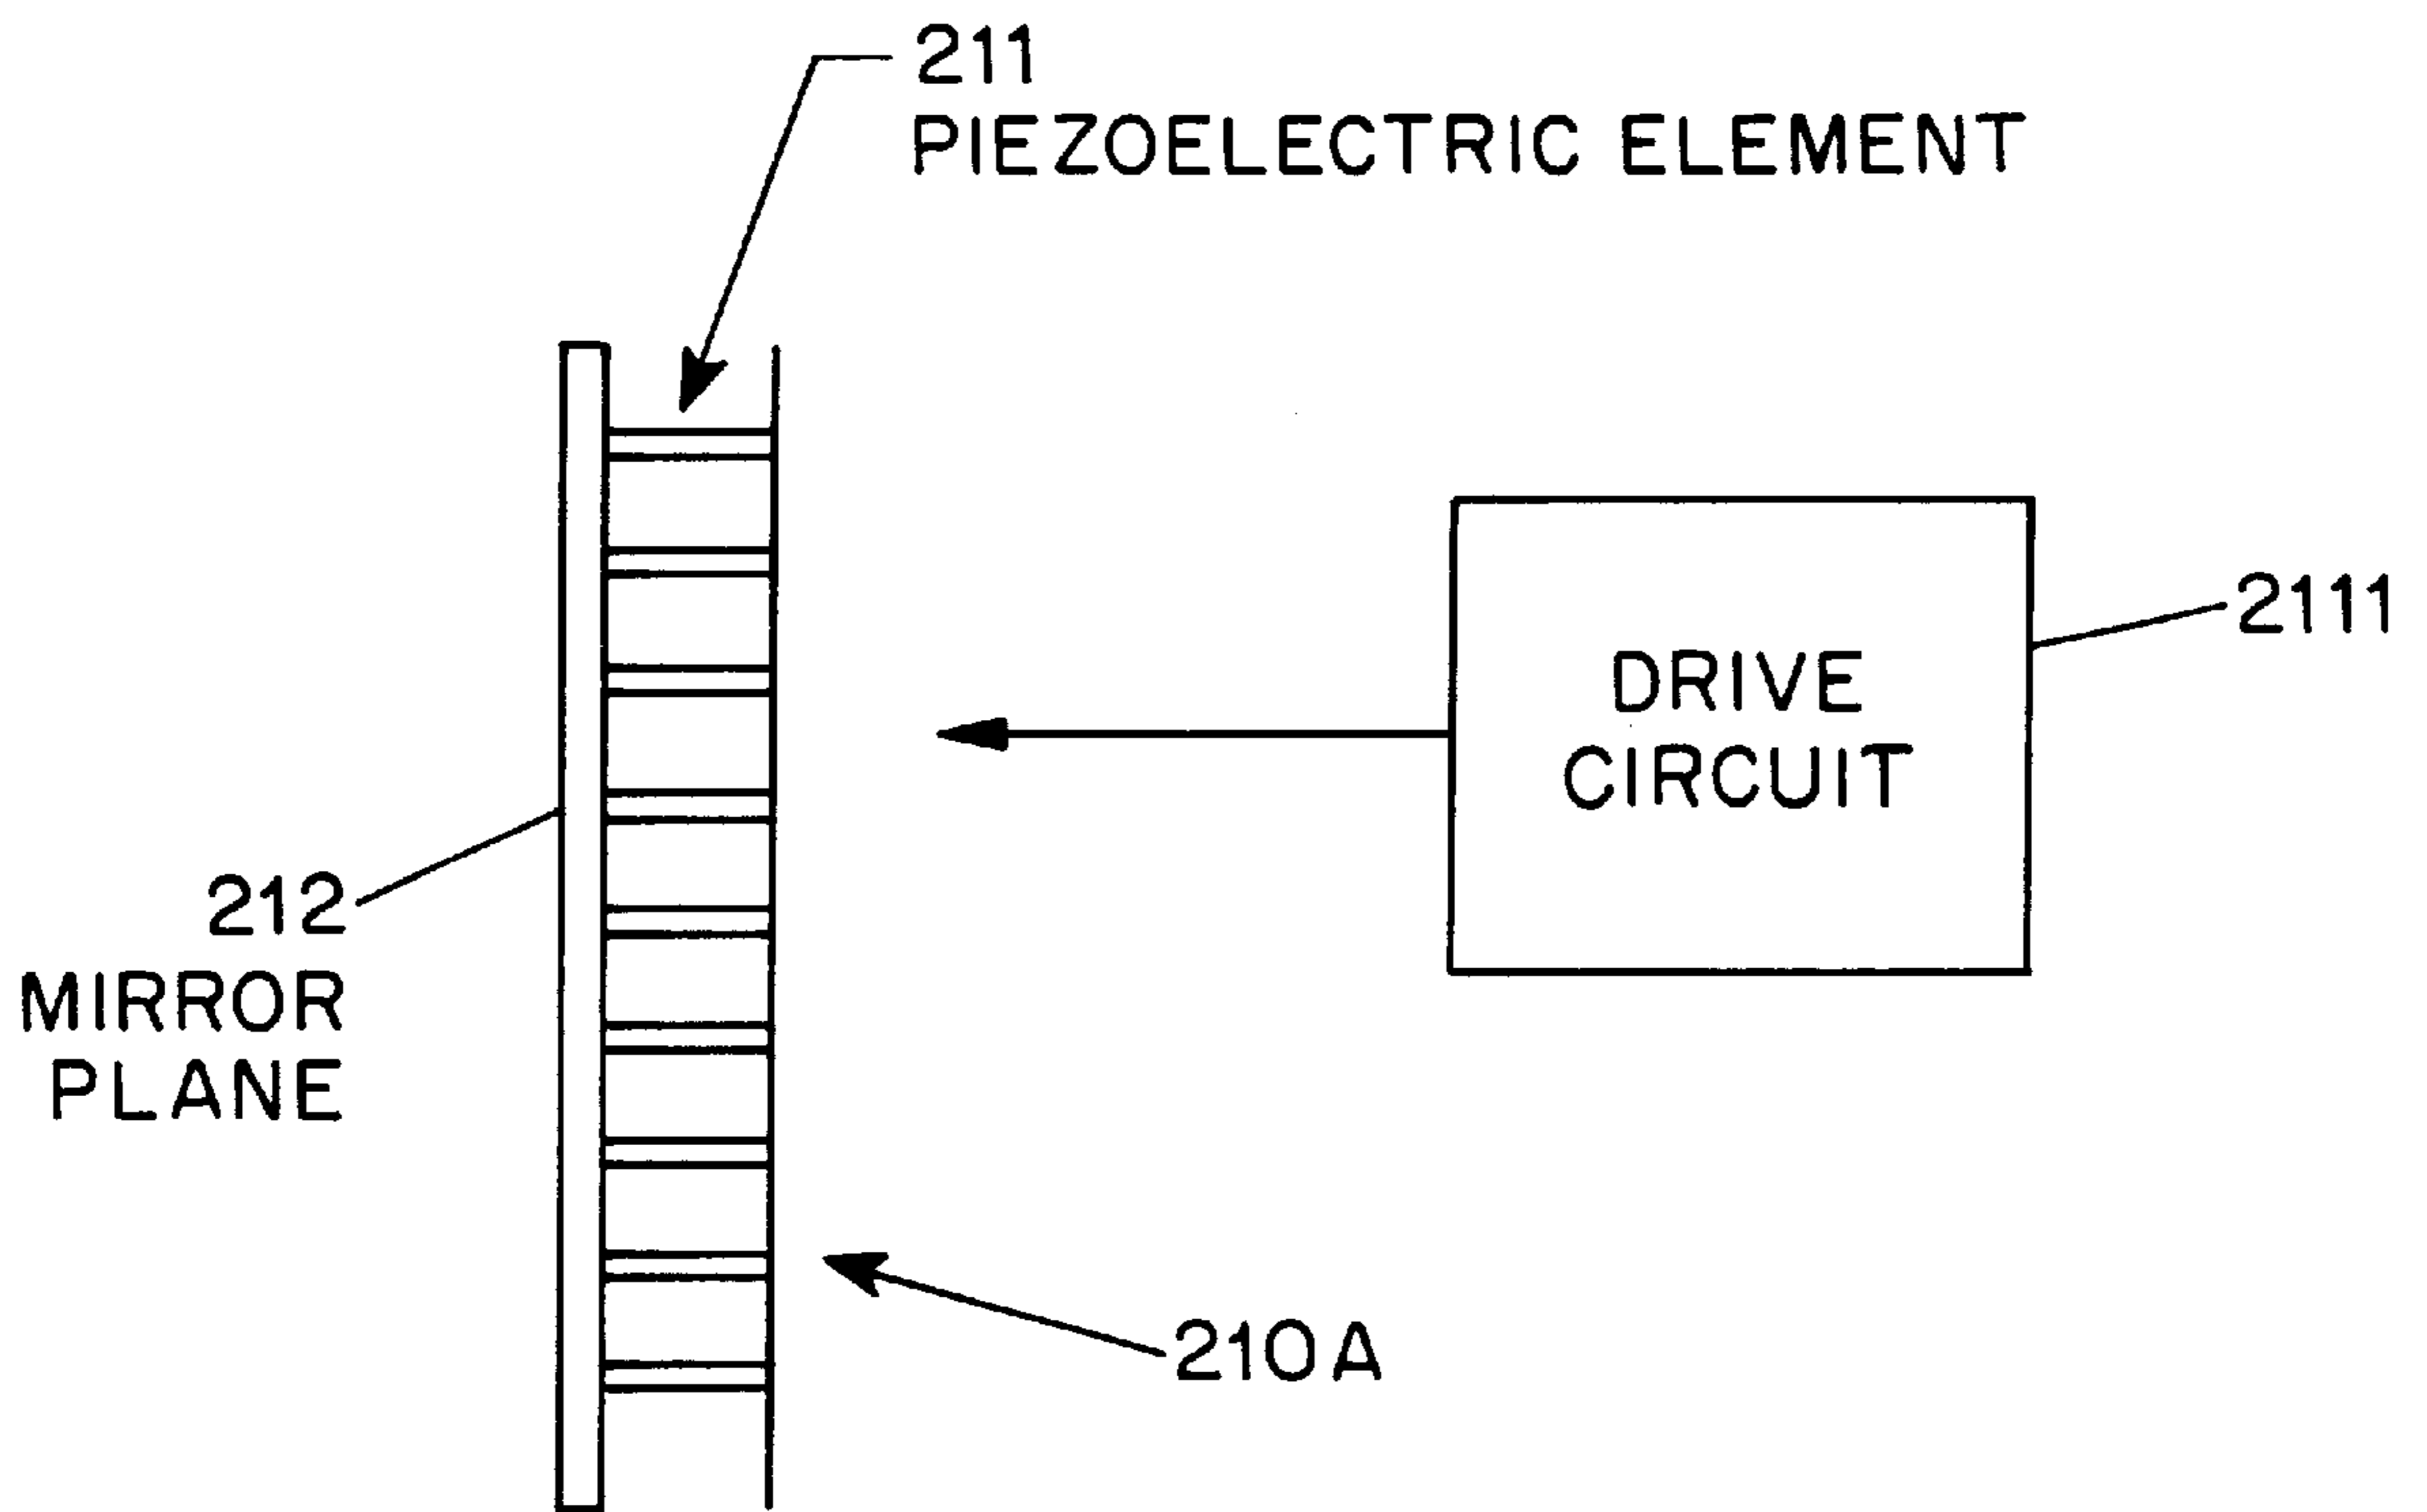 211
PIEZOELECTRIC ELEMENT
2111
DRIVE
CIRCUIT
212
MIRROR
PLANE
210A